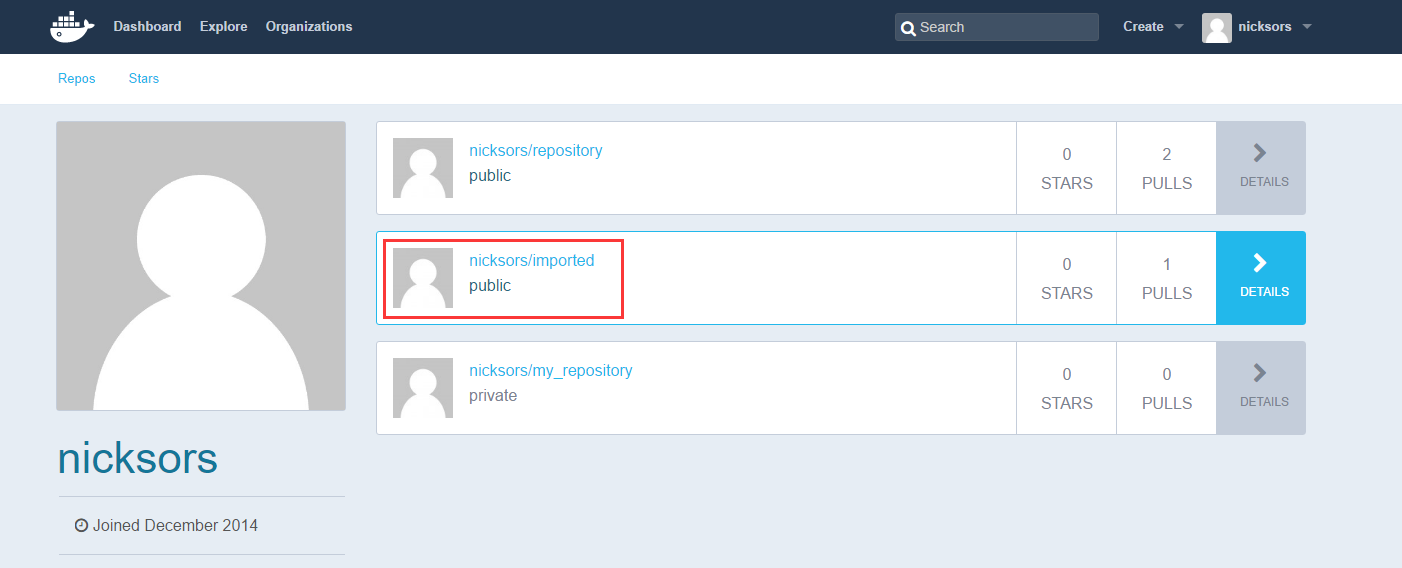 Dashboard Explore Organizations Search Create nicksors
Repos Stars
nicksors/repository
public
0
STARS
2
PULLS
DETAILS
nicksors/imported
public
0
STARS
1
PULLS
DETAILS
nicksors/my_repository
private
0
STARS
0
PULLS
DETAILS
nicksors
Joined December 2014